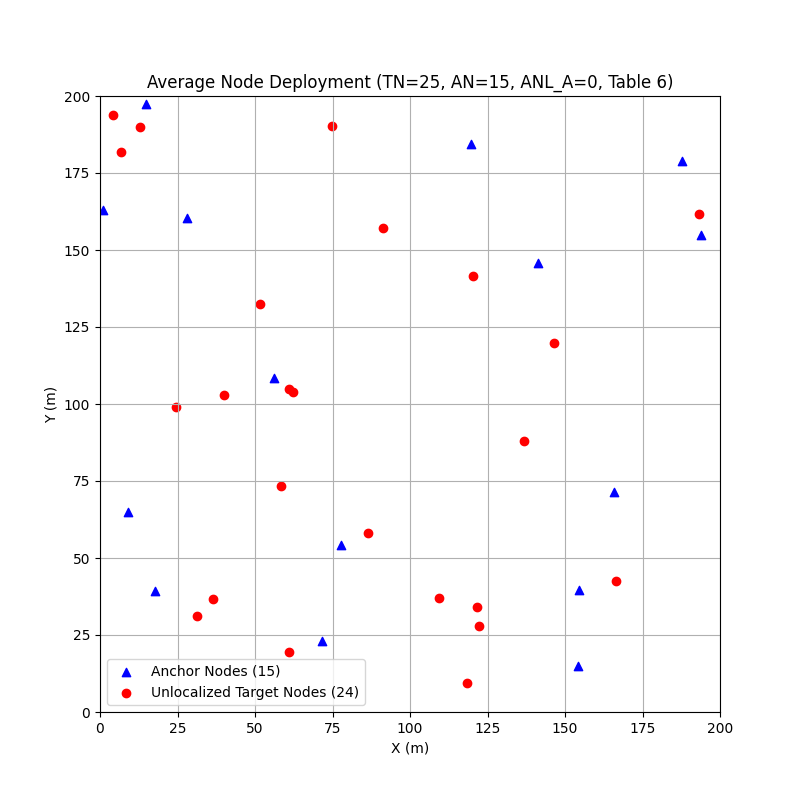 Average Node Deployment (TN=25, AN=15, ANL_A=0, Table 6)
200
175
150
125
100
75
50
25
0
Y (m)
Anchor Nodes (15)
Unlocalized Target Nodes (24)
0 25 50 75 100 125 150 175 200
X (m)